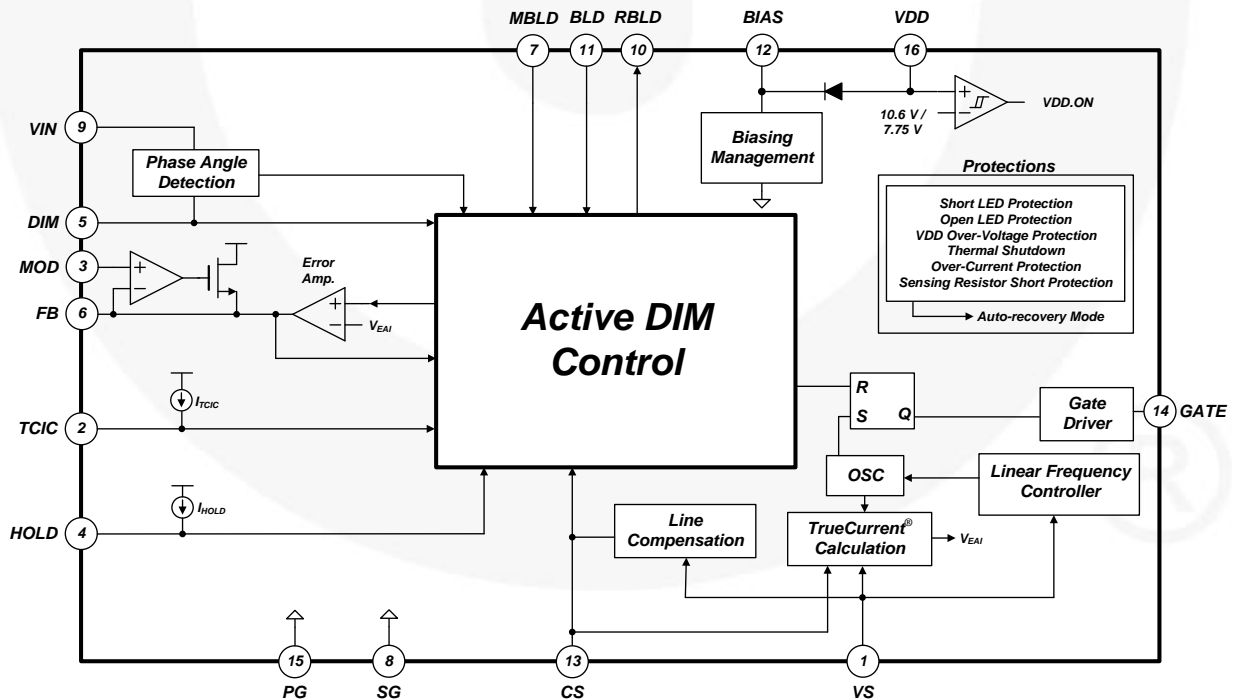 MBLD
BLD
RBLD
BIAS
VDD
7
11
10
12
16
VIN
9
+
10.6 V /
7.75 V
−
VDD.ON
Phase Angle
Detection
Biasing
Management
Protections
Short LED Protection
Open LED Protection
VDD Over-Voltage Protection
Thermal Shutdown
Over-Current Protection
Sensing Resistor Short Protection
Auto-recovery Mode
DIM
5
MOD
3
+
−
FB
6
Error
Amp.
+
−
VEAI
Active DIM
Control
ITCIC
TCIC
2
R
S
Q
Gate
Driver
14
GATE
IHOLD
HOLD
4
OSC
Linear Frequency
Controller
Line
Compensation
TrueCurrent®
Calculation
VEAI
15
8
13
1
PG
SG
CS
VS
®